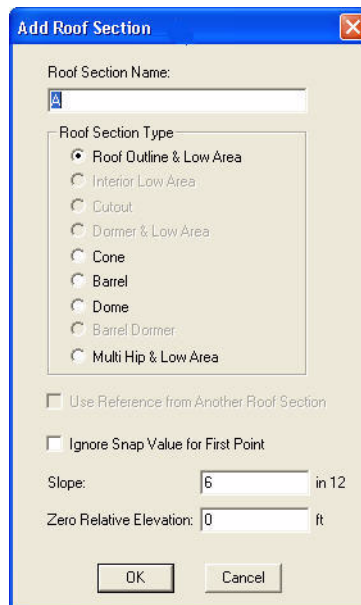 Add Roof Section
Roof Section Name:
A
Roof Section Type
Roof Outline & Low Area
Interior Low Area
Cutout
Dormer & Low Area
Cone
Barrel
Dome
Barrel Dormer
Multi Hip & Low Area
Use Reference from Another Roof Section
Ignore Snap Value for First Point
Slope: 6 in 12
Zero Relative Elevation: 0 ft
OK Cancel